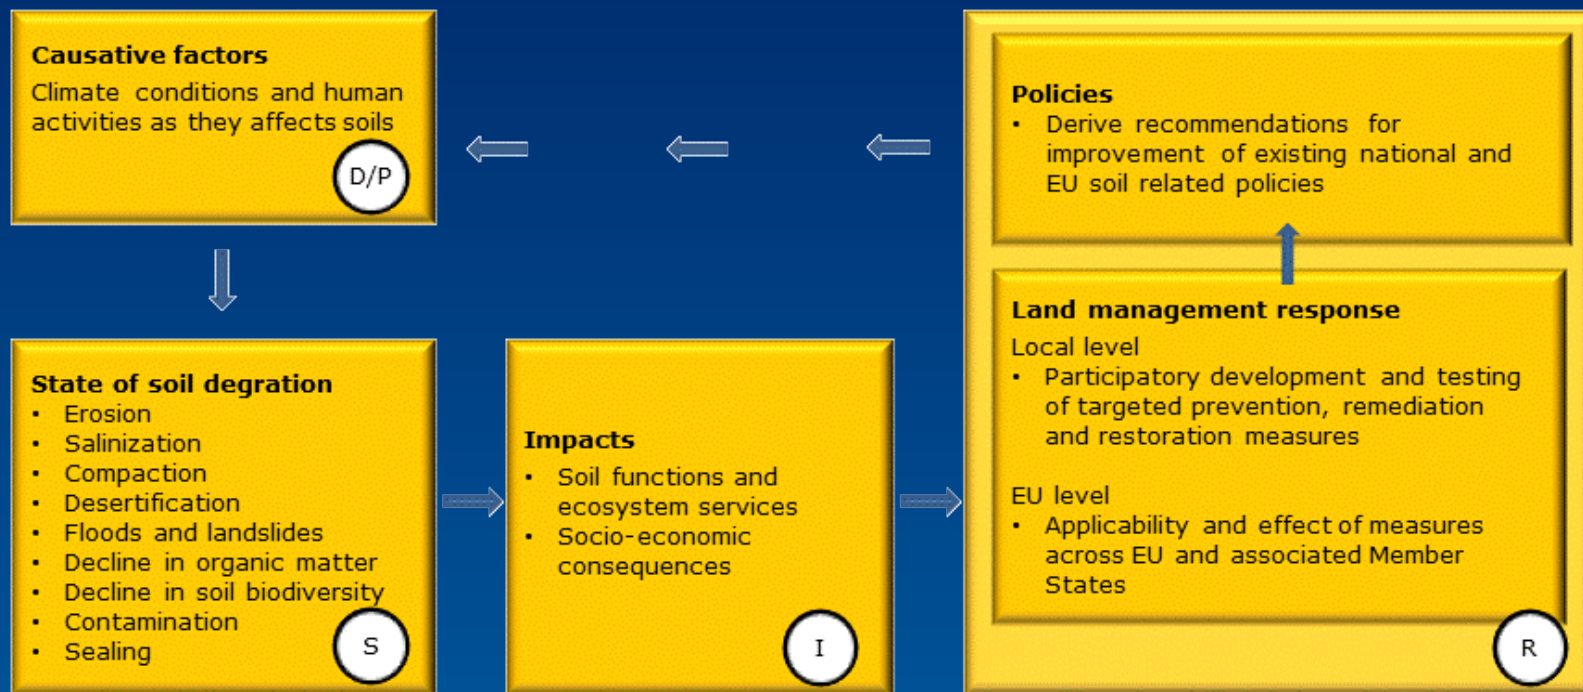 Causative factors
Climate conditions and human
activities as they affects soils
D/P
State of soil degration
• Erosion
• Salinization
• Compaction
• Desertification
• Floods and landslides
• Decline in organic matter
• Decline in soil biodiversity
• Contamination
• Sealing
S
Impacts
• Soil functions and
ecosystem services
• Socio-economic
consequences
I
Policies
• Derive recommendations for
improvement of existing national and
EU soil related policies
Land management response
Local level
• Participatory development and testing
of targeted prevention, remediation
and restoration measures
EU level
• Applicability and effect of measures
across EU and associated Member
States
R